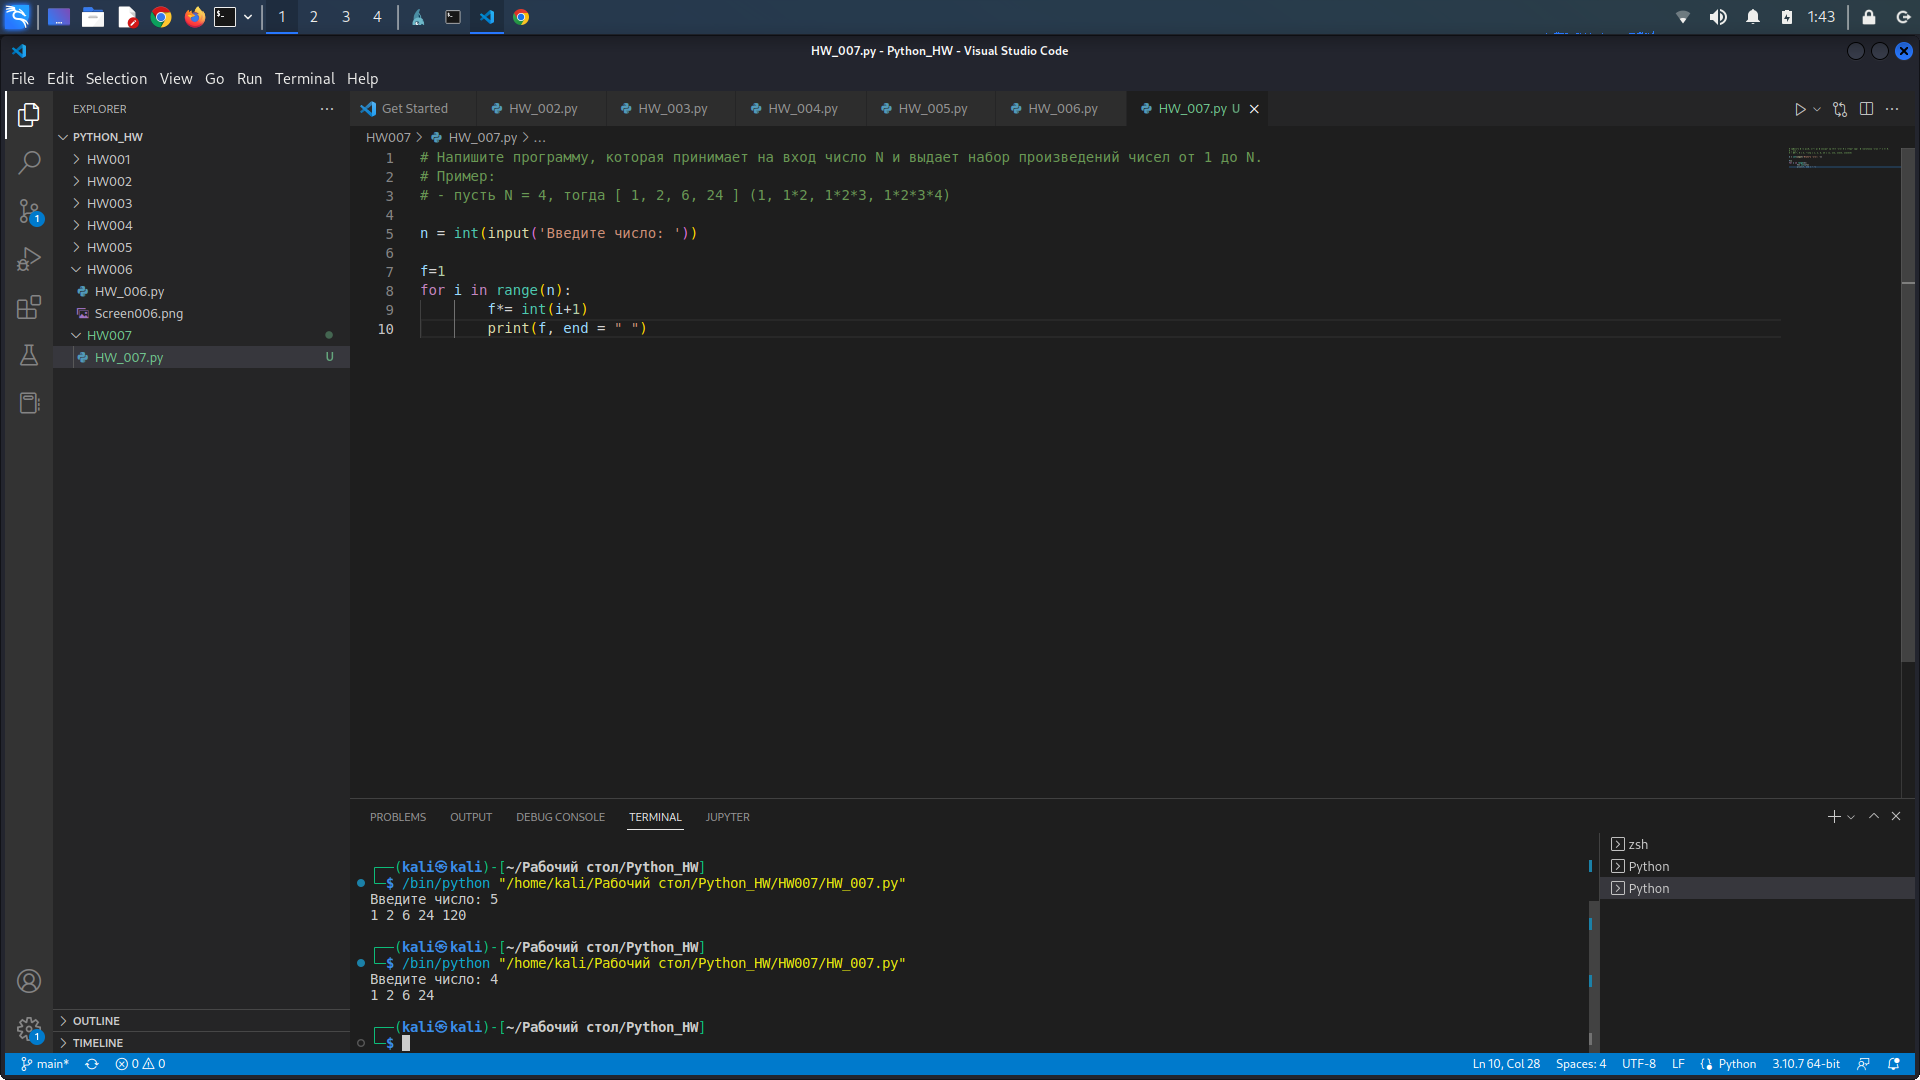 1 2 3 4 1:43
HW_007.py - Python_HW - Visual Studio Code
File Edit Selection View Go Run Terminal Help
EXPLORER
PYTHON_HW
HW001
HW002
HW003
HW004
HW005
HW006
HW_006.py
Screen006.png
HW007
HW_007.py U
1
1
OUTLINE
TIMELINE
Get Started HW_002.py HW_003.py HW_004.py HW_005.py HW_006.py HW_007.py U
HW007 > HW_007.py > ...
1 # Напишите программу, которая принимает на вход число N и выдает набор произведений чисел от 1 до N.
2 # Пример:
3 # - пусть N = 4, тогда [ 1, 2, 6, 24 ] (1, 1*2, 1*2*3, 1*2*3*4)
4
5 n = int(input('Введите число: '))
6
7 f=1
8 for i in range(n):
9 f*= int(i+1)
10 print(f, end = " ")
PROBLEMS OUTPUT DEBUG CONSOLE TERMINAL JUPYTER
┌──(kali㉿kali)-[~/Рабочий стол/Python_HW]
└─$ /bin/python "/home/kali/Рабочий стол/Python_HW/HW007/HW_007.py"
Введите число: 5
1 2 6 24 120
┌──(kali㉿kali)-[~/Рабочий стол/Python_HW]
└─$ /bin/python "/home/kali/Рабочий стол/Python_HW/HW007/HW_007.py"
Введите число: 4
1 2 6 24
┌──(kali㉿kali)-[~/Рабочий стол/Python_HW]
└─$
zsh
Python
Python
main* 0 0 Ln 10, Col 28 Spaces: 4 UTF-8 LF Python 3.10.7 64-bit